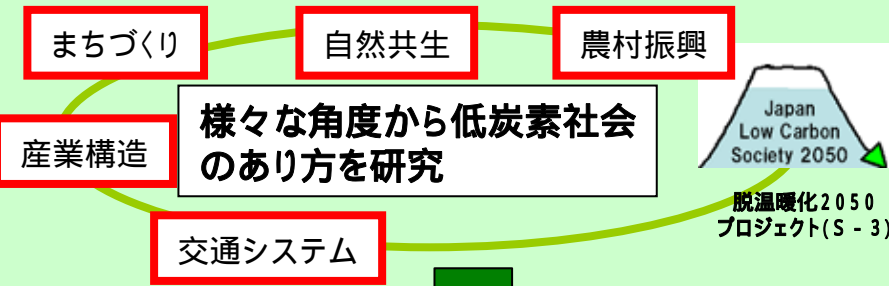 まちづくり
自然共生
農村振興
産業構造
様々な角度から低炭素社会
のあり方を研究
Japan
Low Carbon
Society 2050
脱温暖化2050
プロジェクト(S－3)
交通システム